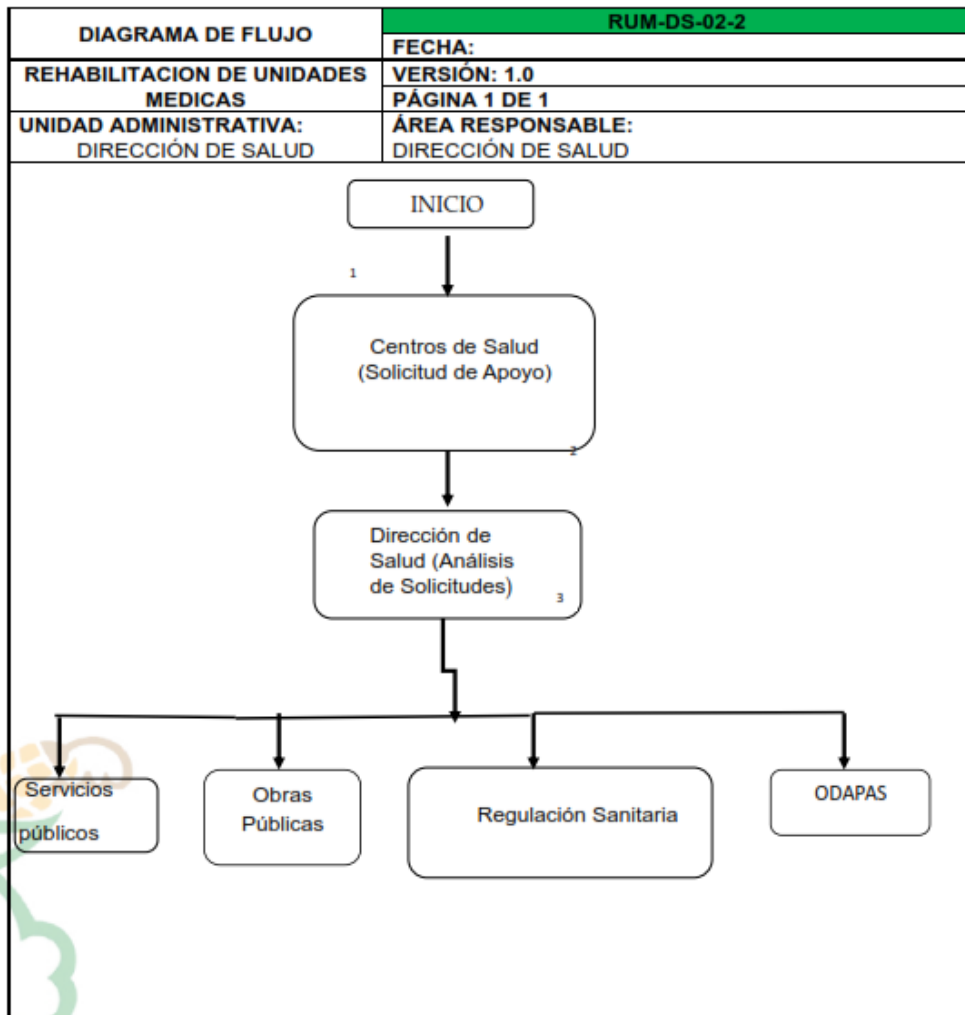 DIAGRAMA DE FLUJO
RUM-DS-02-2
FECHA:
REHABILITACION DE UNIDADES
MEDICAS
VERSIÓN: 1.0
PÁGINA 1 DE 1
UNIDAD ADMINISTRATIVA:
DIRECCIÓN DE SALUD
ÁREA RESPONSABLE:
DIRECCIÓN DE SALUD
INICIO
1
Centros de Salud
(Solicitud de Apoyo)
2
Dirección de
Salud (Análisis
de Solicitudes)
3
Servicios
públicos
Obras
Públicas
Regulación Sanitaria
ODAPAS